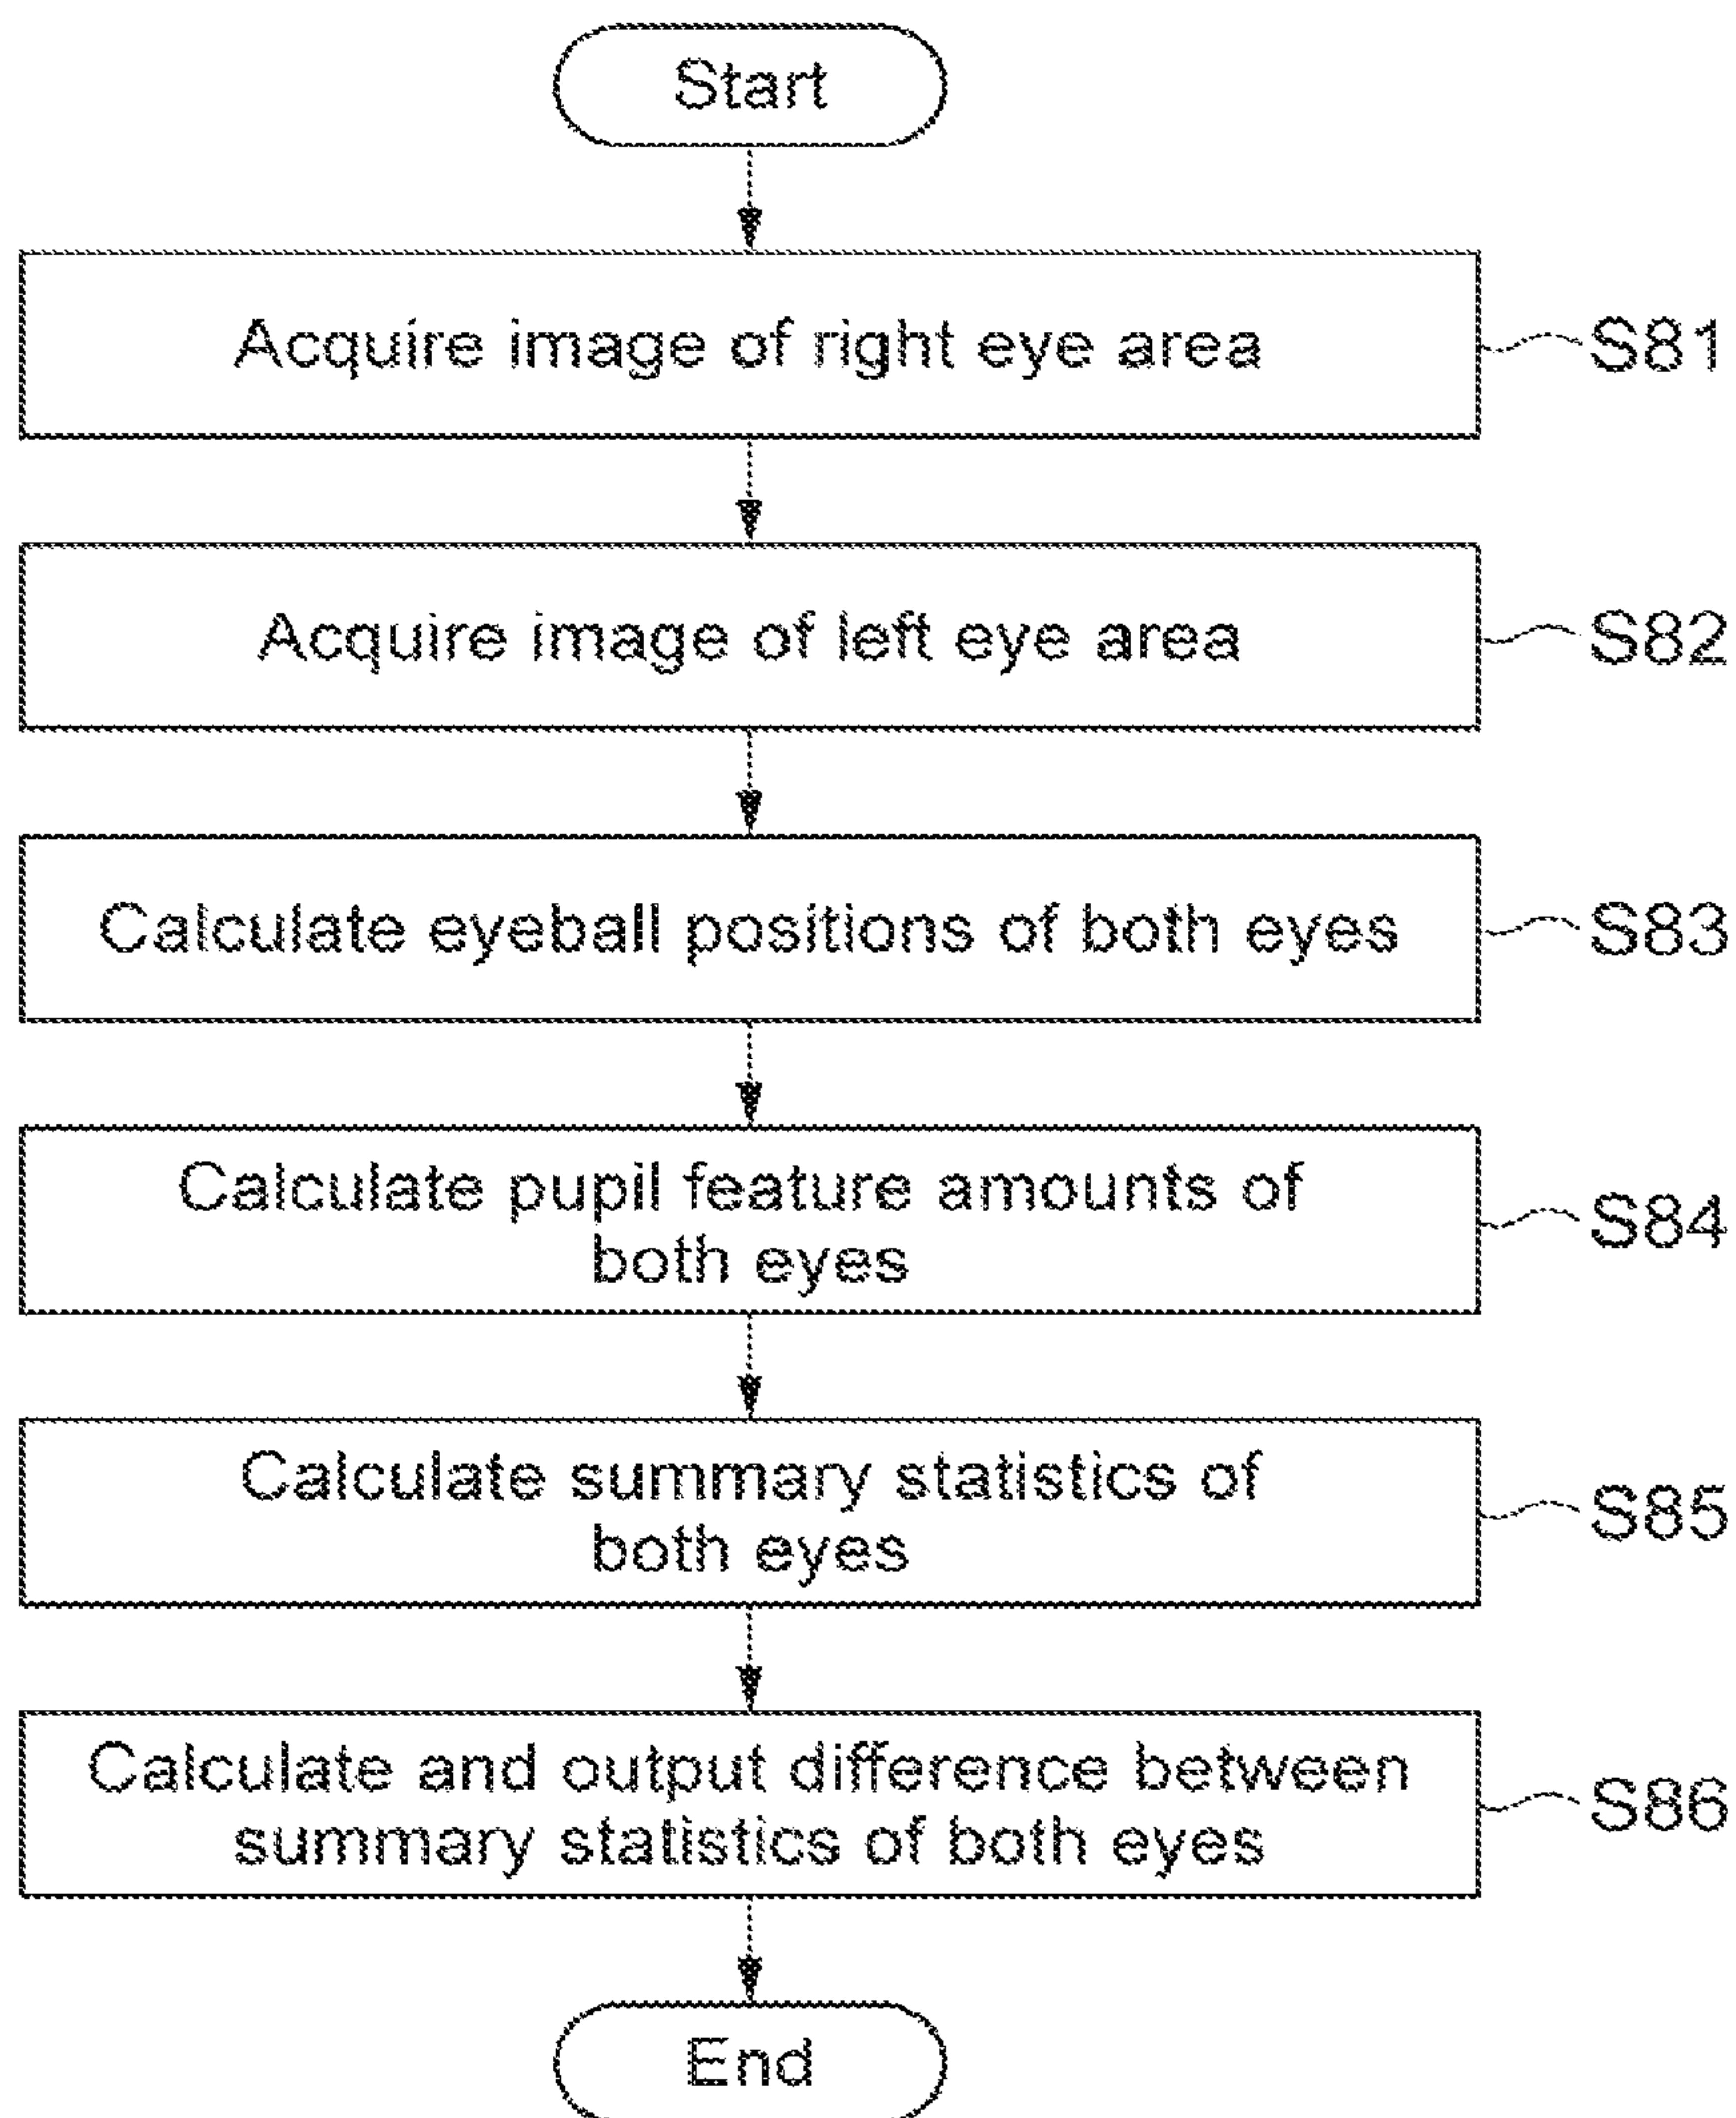 Start
Acquire image of right eye area
S81
Acquire image of left eye area
S82
Calculate eyeball positions of both eyes
S83
Calculate pupil feature amounts of
both eyes
S84
Calculate summary statistics of
both eyes
S85
Calculate and output difference between
summary statistics of both eyes
S86
End